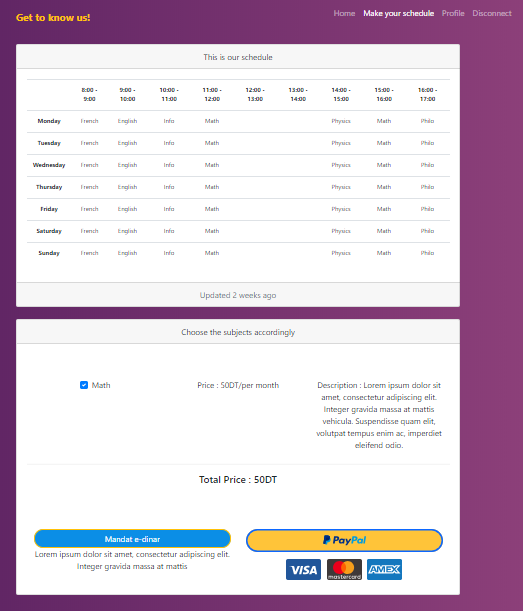 Get to know us!
Home Make your schedule Profile Disconnect
This is our schedule
8:00 - 9:00 9:00 - 10:00 10:00 - 11:00 11:00 - 12:00 12:00 - 13:00 13:00 - 14:00 14:00 - 15:00 15:00 - 16:00 16:00 - 17:00
Monday French English Info Math Physics Math Philo
Tuesday French English Info Math Physics Math Philo
Wednesday French English Info Math Physics Math Philo
Thursday French English Info Math Physics Math Philo
Friday French English Info Math Physics Math Philo
Saturday French English Info Math Physics Math Philo
Sunday French English Info Math Physics Math Philo
Updated 2 weeks ago
Choose the subjects accordingly
Math
Price : 50DT/per month
Description : Lorem ipsum dolor sit
amet, consectetur adipiscing elit.
Integer gravida massa at mattis
vehicula. Suspendisse quam elit,
volutpat tempus enim ac, imperdiet
eleifend odio.
Total Price : 50DT
Mandat e-dinar
Lorem ipsum dolor sit amet, consectetur adipiscing elit.
Integer gravida massa at mattis
PayPal
VISA mastercard AMEX